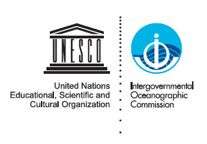 UNESCO
United Nations
Educational, Scientific and
Cultural Organization
Intergovernmental
Oceanographic
Commission